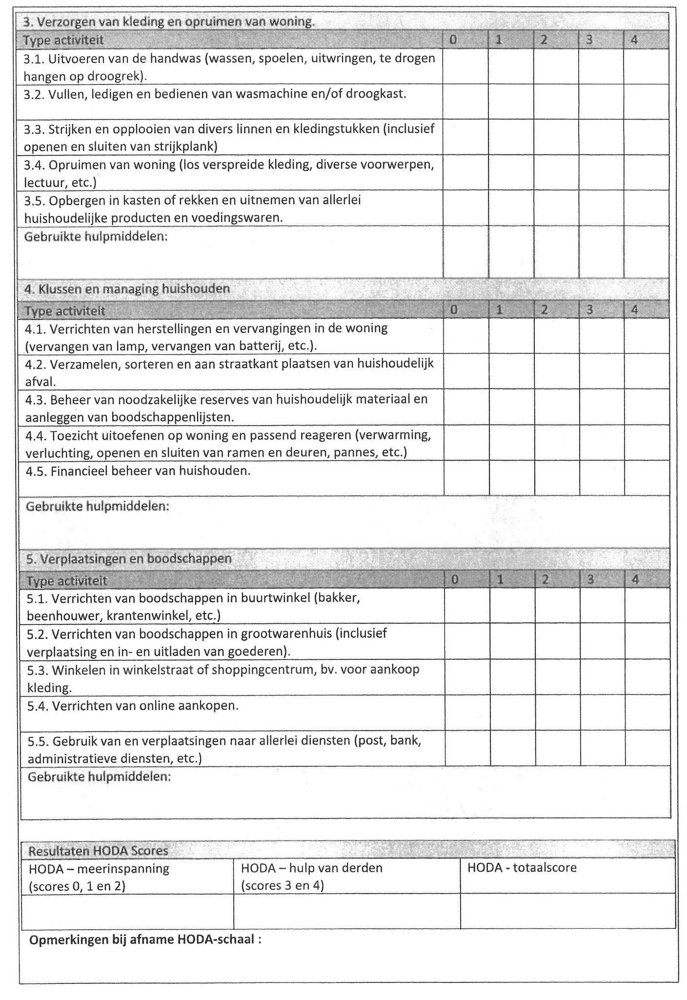 3. Verzorgen van kleding en opruimen van woning.
Type activiteit 0 1 2 3 4
3.1. Uitvoeren van de handwas (wassen, spoelen, uitwringen, te drogen
hangen op droogrek).
3.2. Vullen, ledigen en bedienen van wasmachine en/of droogkast.
3.3. Strijken en opplooien van divers linnen en kledingstukken (inclusief
openen en sluiten van strijkplank)
3.4. Opruimen van woning (los verspreide kleding, diverse voorwerpen,
lectuur, etc.)
3.5. Opbergen in kasten of rekken en uitnemen van allerlei
huishoudelijke producten en voedingswaren.
Gebruikte hulpmiddelen:
4. Klussen en managing huishouden
Type activiteit 0 1 2 3 4
4.1. Verrichten van herstellingen en vervangingen in de woning
(vervangen van lamp, vervangen van batterij, etc.).
4.2. Verzamelen, sorteren en aan straatkant plaatsen van huishoudelijk
afval.
4.3. Beheer van noodzakelijke reserves van huishoudelijk materiaal en
aanleggen van boodschappenlijsten.
4.4. Toezicht uitoefenen op woning en passend reageren (verwarming,
verluchting, openen en sluiten van ramen en deuren, pannes, etc.)
4.5. Financieel beheer van huishouden.
Gebruikte hulpmiddelen:
5. Verplaatsingen en boodschappen
Type activiteit 0 1 2 3 4
5.1. Verrichten van boodschappen in buurtwinkel (bakker,
beenhouwer, krantenwinkel, etc.)
5.2. Verrichten van boodschappen in grootwarenhuis (inclusief
verplaatsing en in- en uitladen van goederen).
5.3. Winkelen in winkelstraat of shoppingcentrum, bv. voor aankoop
kleding.
5.4. Verrichten van online aankopen.
5.5. Gebruik van en verplaatsingen naar allerlei diensten (post, bank,
administratieve diensten, etc.)
Gebruikte hulpmiddelen:
Resultaten HODA Scores
HODA – meerinspanning
(scores 0, 1 en 2)
HODA – hulp van derden
(scores 3 en 4)
HODA - totaalscore
Opmerkingen bij afname HODA-schaal :